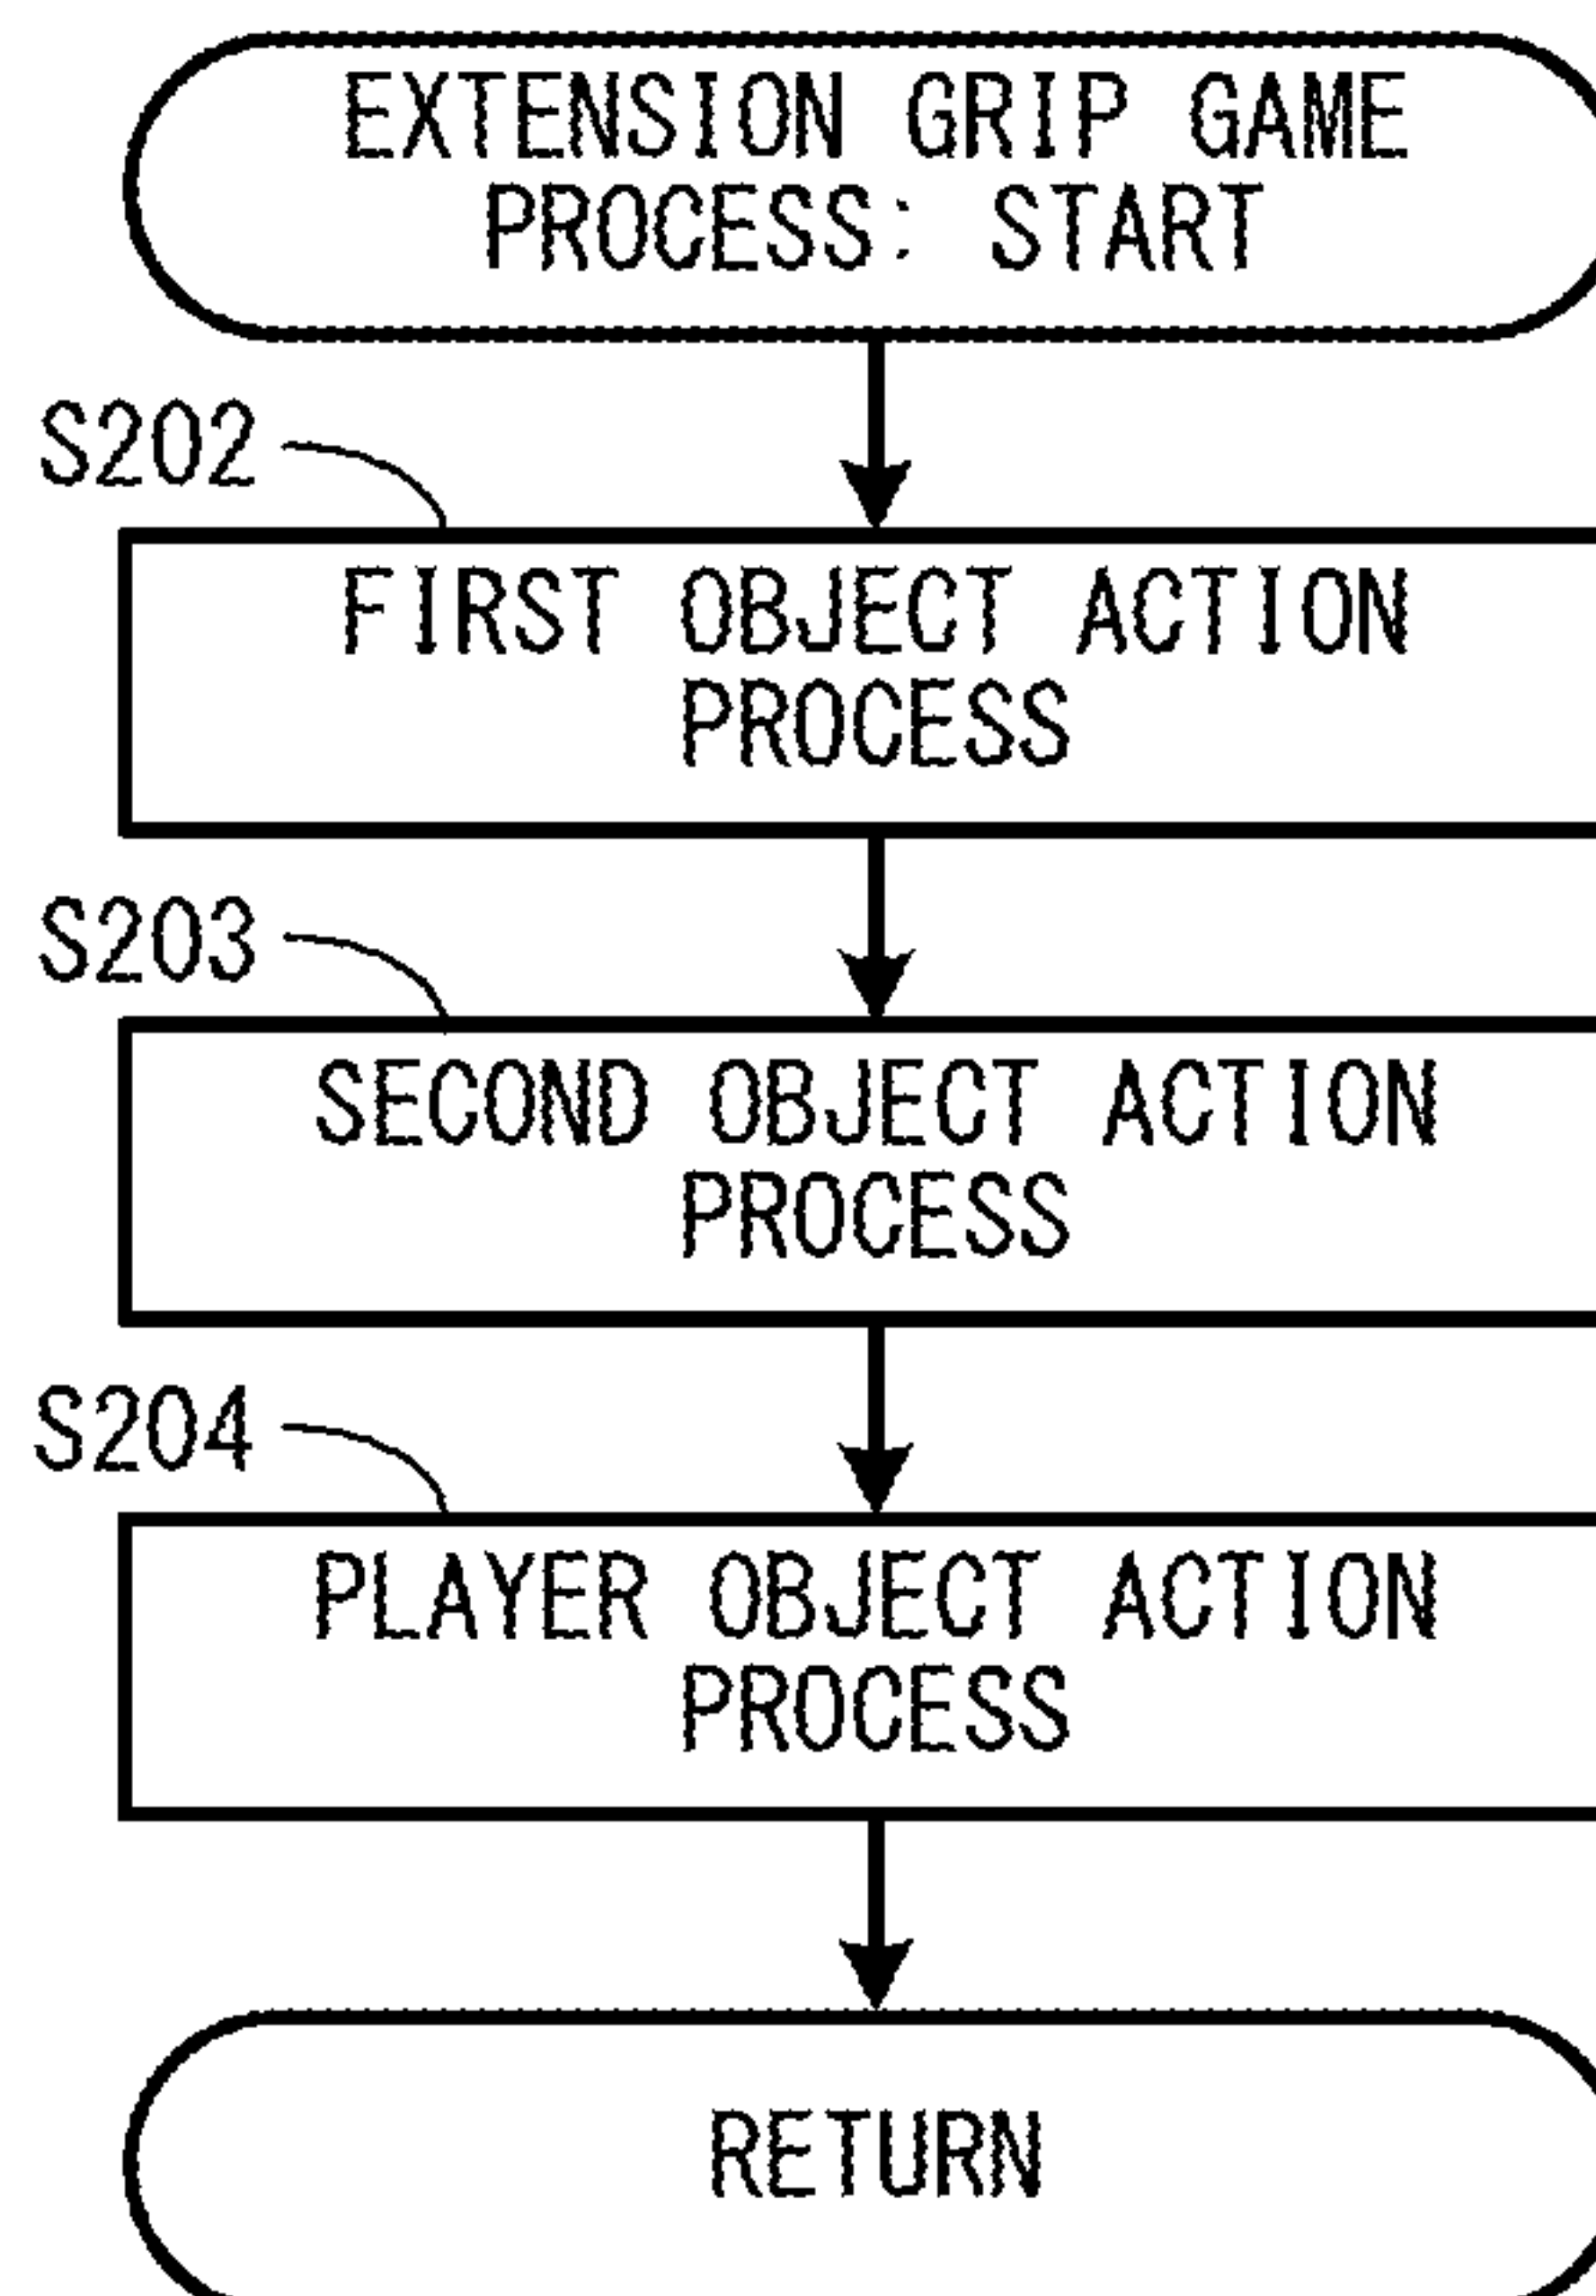 EXTENSION GRIP GAME
PROCESS: START
S202
FIRST OBJECT ACTION
PROCESS
S203
SECOND OBJECT ACTION
PROCESS
S204
PLAYER OBJECT ACTION
PROCESS
RETURN